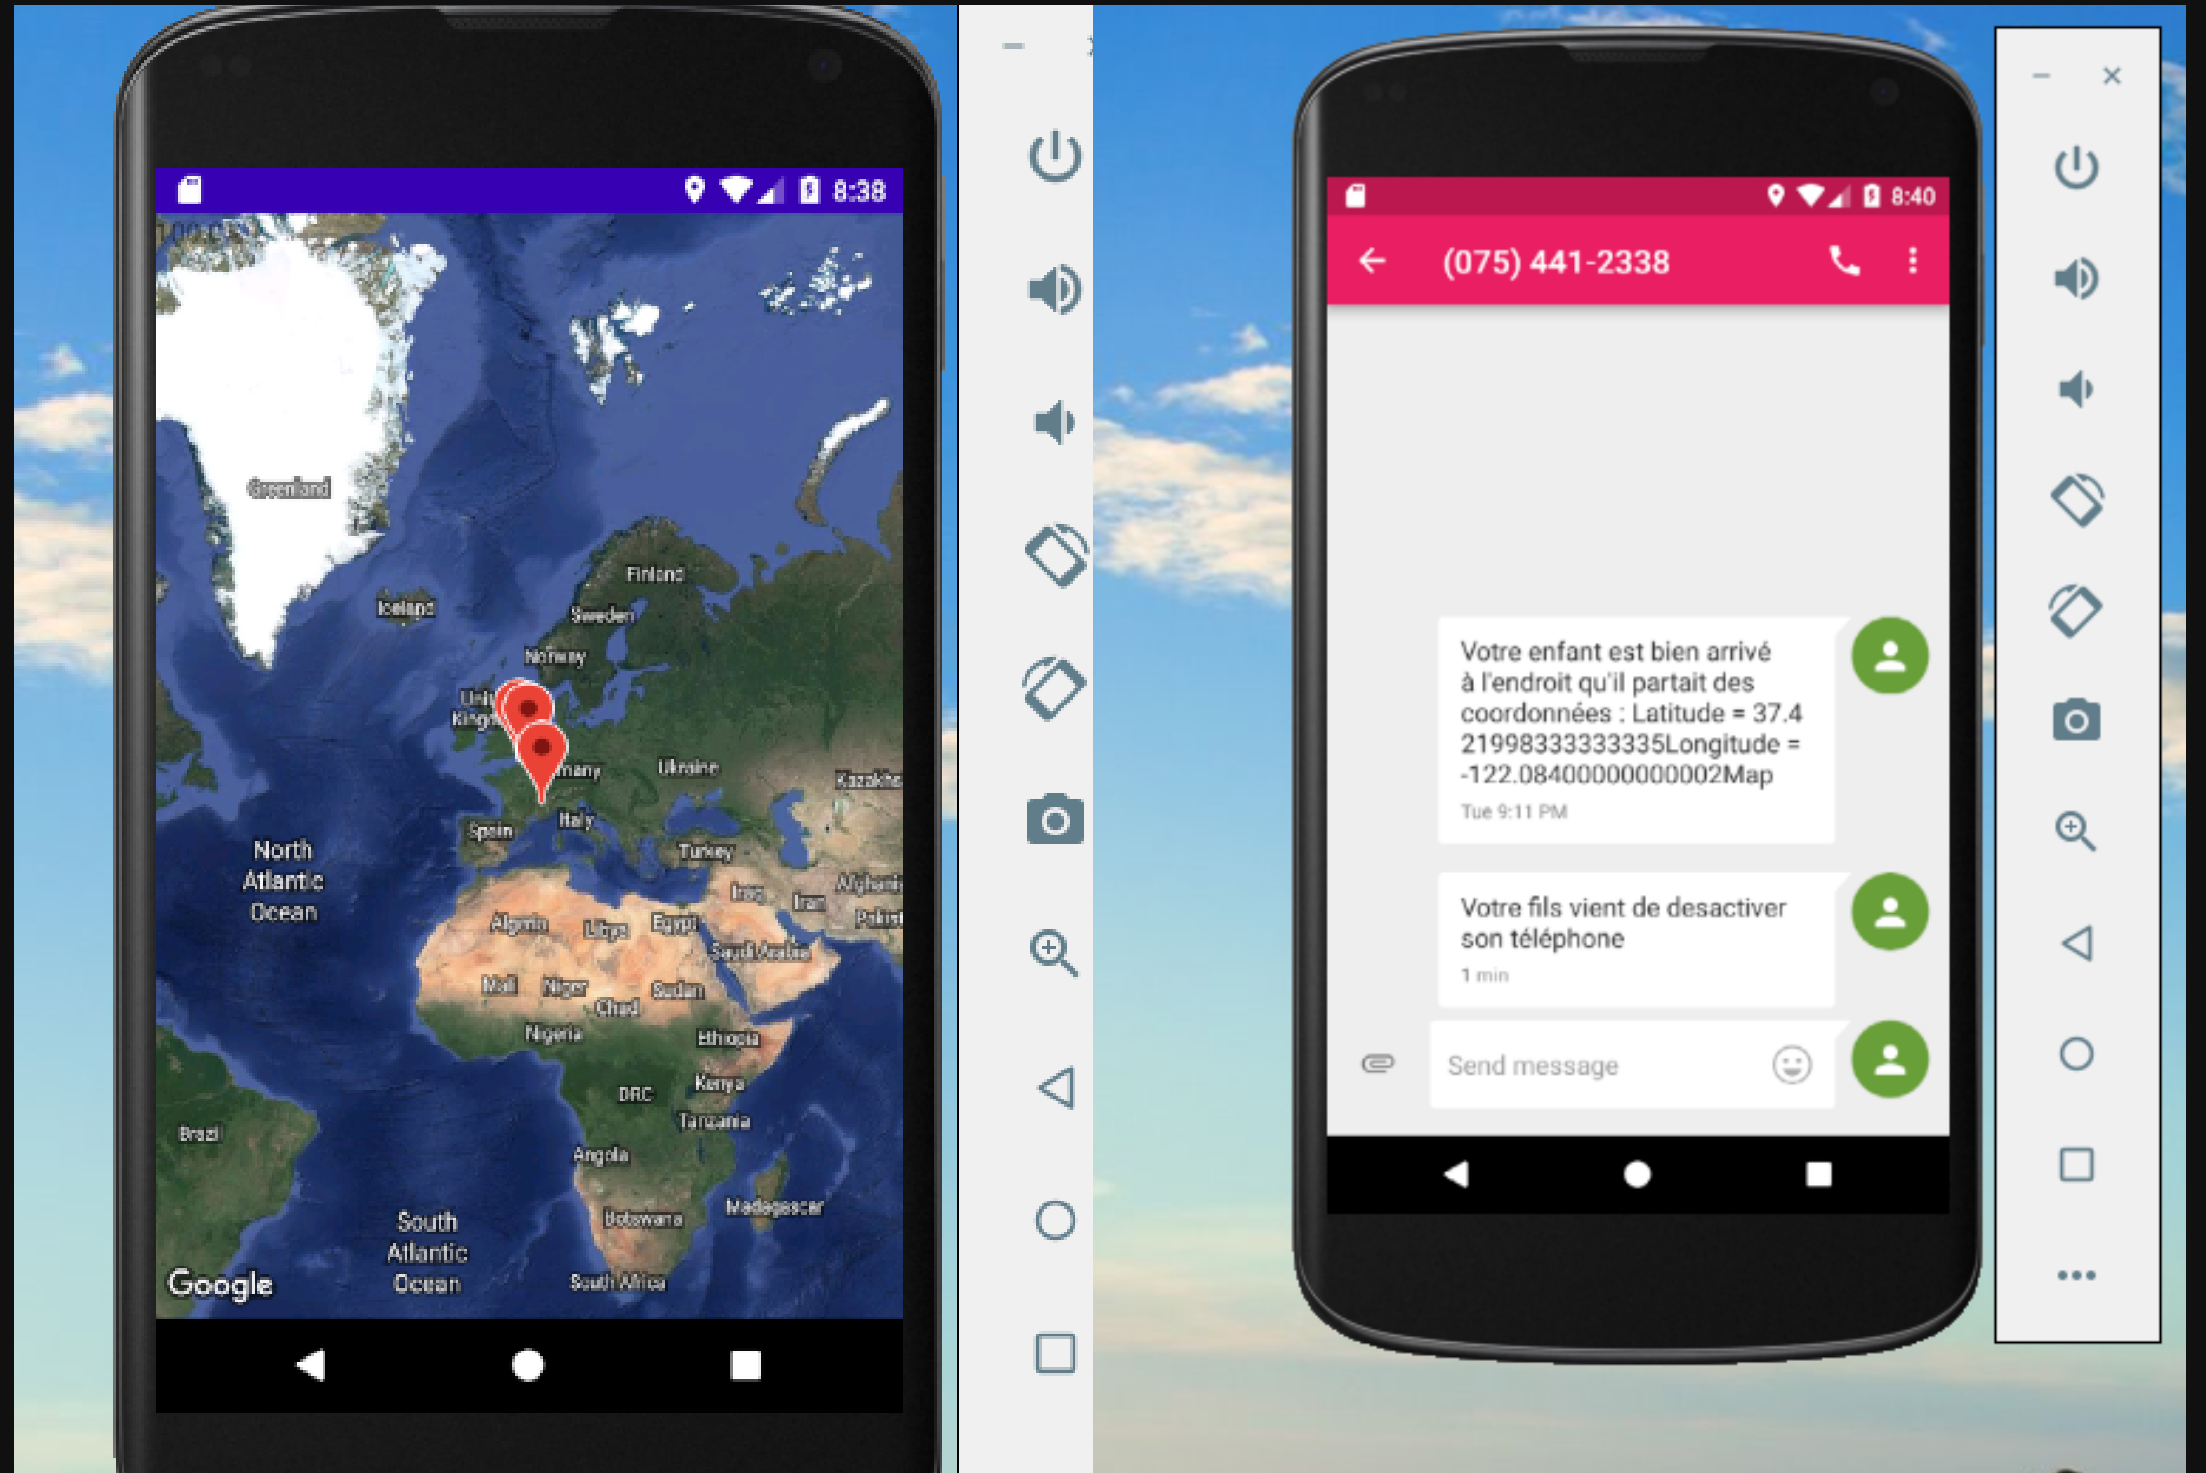 8:38
Greenland
Finland
Iceland
Sweden
Norway
Ukraine
Spain
Italy
North
Atlantic
Ocean
Turkey
Iraq
Iran
Algeria
Libya
Egypt
Saudi Arabia
Mali
Niger
Sudan
Chad
Nigeria
Ethiopia
DRC
Kenya
Tanzania
Brazil
Angola
South
Atlantic
Ocean
Botswana
Madagascar
South Africa
Google
8:40
(075) 441-2338
Votre enfant est bien arrivé
à l'endroit qu'il partait des
coordonnées : Latitude = 37.4
21998333333335Longitude =
-122.08400000000002Map
Tue 9:11 PM
Votre fils vient de desactiver
son téléphone
1 min
Send message